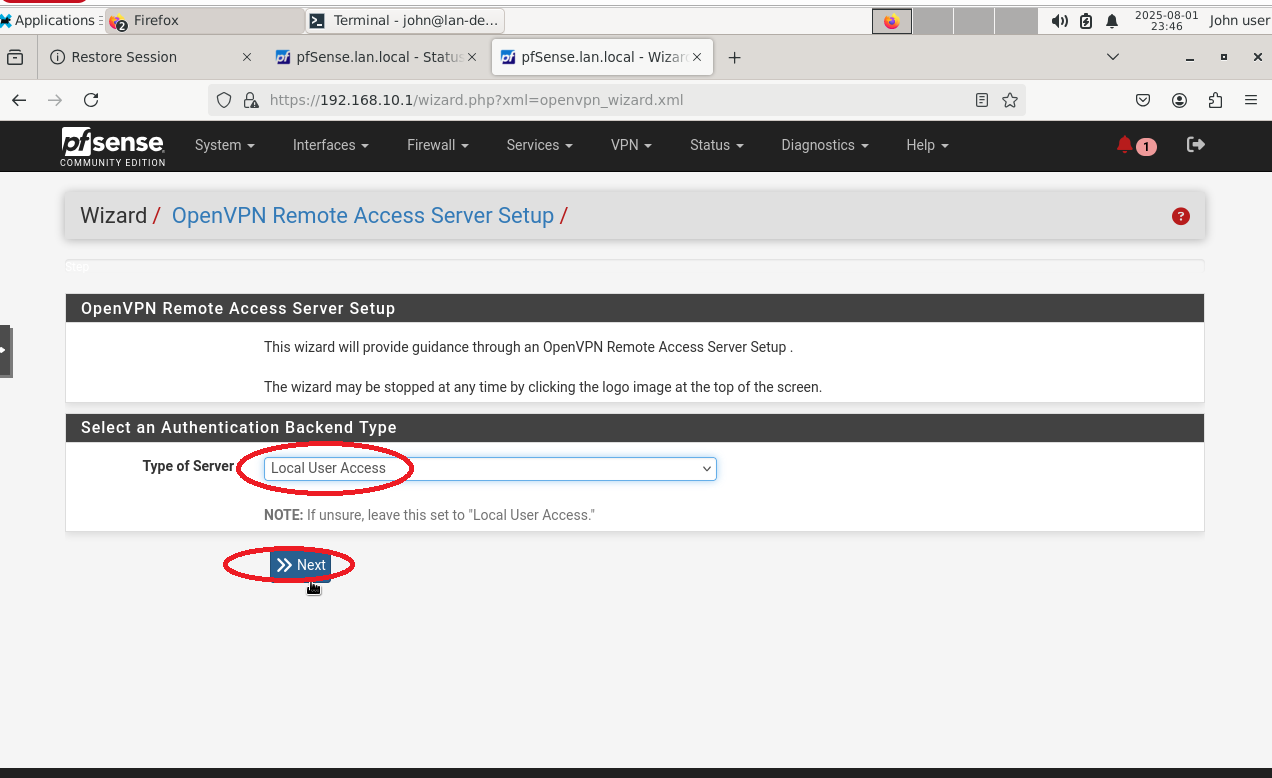 Applications
Firefox
2
Terminal - john@lan-de...
2025-08-01
23:46
John user
Restore Session
pfSense.lan.local - Status
pfSense.lan.local - Wizar
https://192.168.10.1/wizard.php?xml=openvpn_wizard.xml
pfsense
COMMUNITY EDITION
System
Interfaces
Firewall
Services
VPN
Status
Diagnostics
Help
1
Wizard / OpenVPN Remote Access Server Setup /
?
Step
OpenVPN Remote Access Server Setup
This wizard will provide guidance through an OpenVPN Remote Access Server Setup .
The wizard may be stopped at any time by clicking the logo image at the top of the screen.
Select an Authentication Backend Type
Type of Server
Local User Access
NOTE: If unsure, leave this set to "Local User Access."
Next